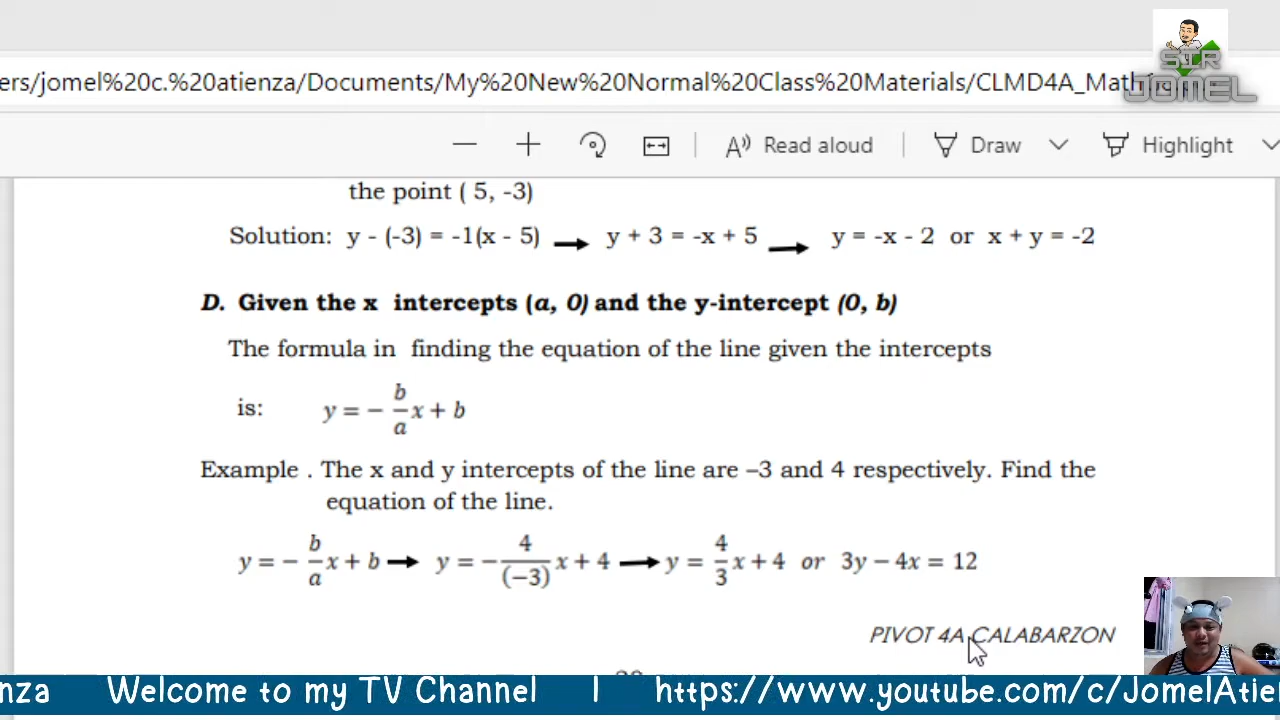 SIR
JOMEL
ers/jomel%20c.%20atienza/Documents/My%20New%20Normal%20Class%20Materials/CLMD4A_Math
Read aloud
Draw
Highlight
the point ( 5, -3)
Solution: y - (-3) = -1(x - 5) → y + 3 = -x + 5 → y = -x - 2 or x + y = -2
D. Given the x intercepts (a, 0) and the y-intercept (0, b)
The formula in finding the equation of the line given the intercepts
is: y = − b/a x + b
Example . The x and y intercepts of the line are –3 and 4 respectively. Find the
equation of the line.
y = − b/a x + b → y = − 4/(−3) x + 4 → y = 4/3 x + 4 or 3y − 4x = 12
PIVOT 4A CALABARZON
nza Welcome to my TV Channel | https://www.youtube.com/c/JomelAtie